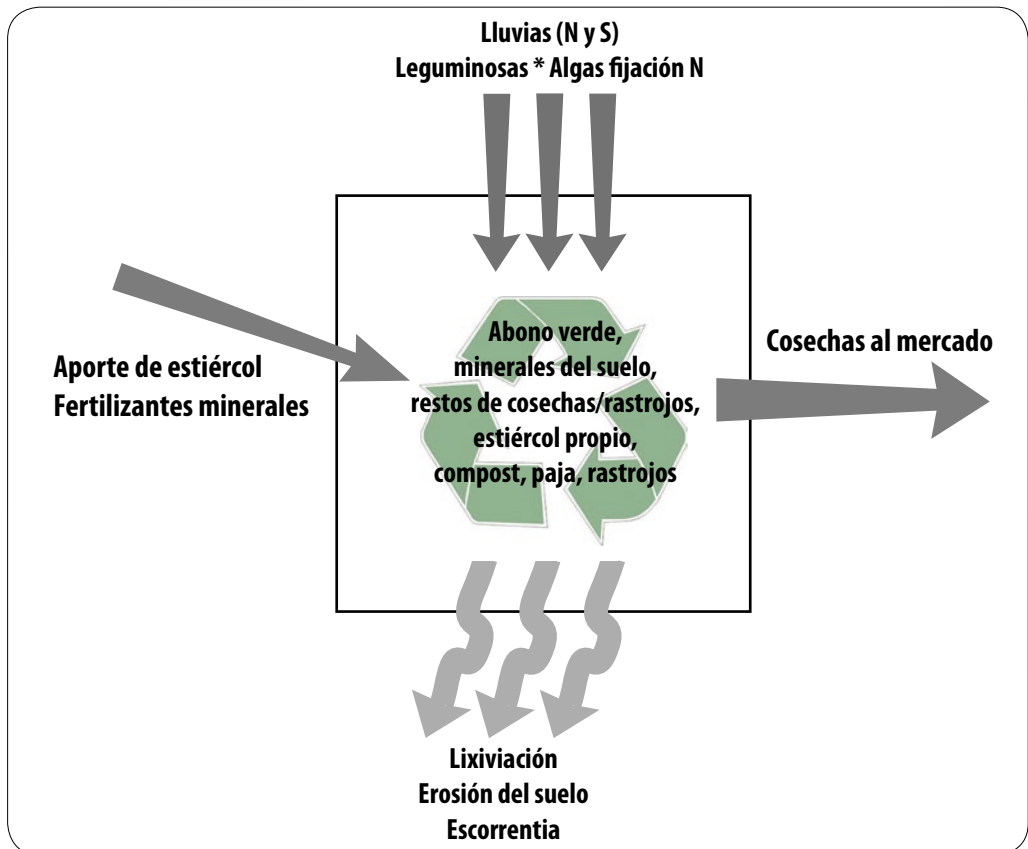 Lluvias (N y S)
Leguminosas * Algas fijación N
Aporte de estiércol
Fertilizantes minerales
Abono verde,
minerales del suelo,
restos de cosechas/rastrojos,
estiércol propio,
compost, paja, rastrojos
Cosechas al mercado
Lixiviación
Erosión del suelo
Escorrentia